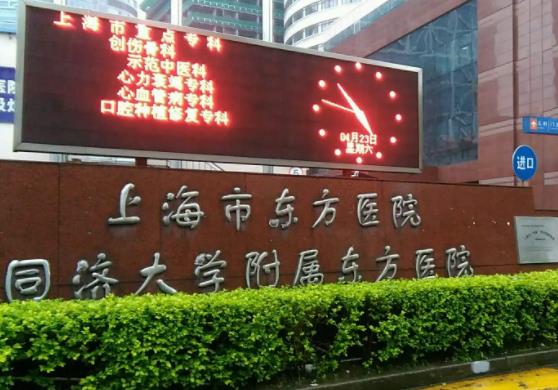 上海市重点专科
创伤骨科
示范中医科
心力衰竭专科
心血管病专科
口腔种植修复专科
04月23日
星期六
进口
上海市东方医院
同济大学附属东方医院